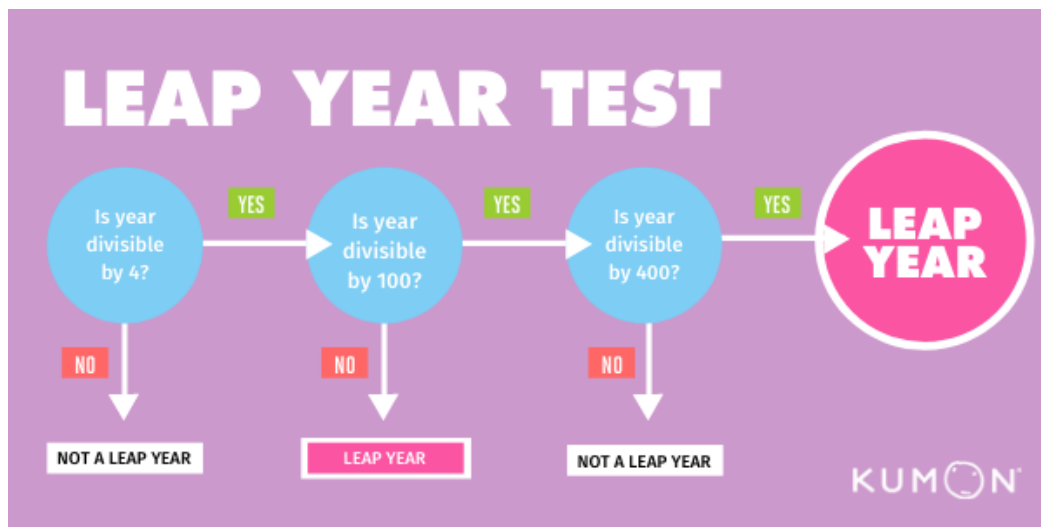 LEAP YEAR TEST
Is year
divisible
by 4?
YES
Is year
divisible
by 100?
YES
Is year
divisible
by 400?
YES
LEAP
YEAR
NO
NO
NO
NOT A LEAP YEAR
LEAP YEAR
NOT A LEAP YEAR
KUMON